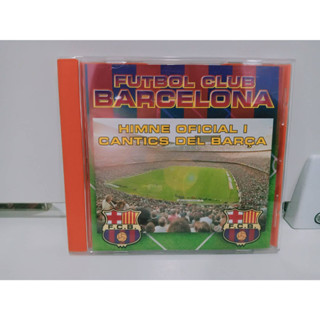 FUTBOL CLUB
BARCELONA
HIMNE OFICIAL I
CANTICS DEL BARÇA
F.C.B.
F.C.B.